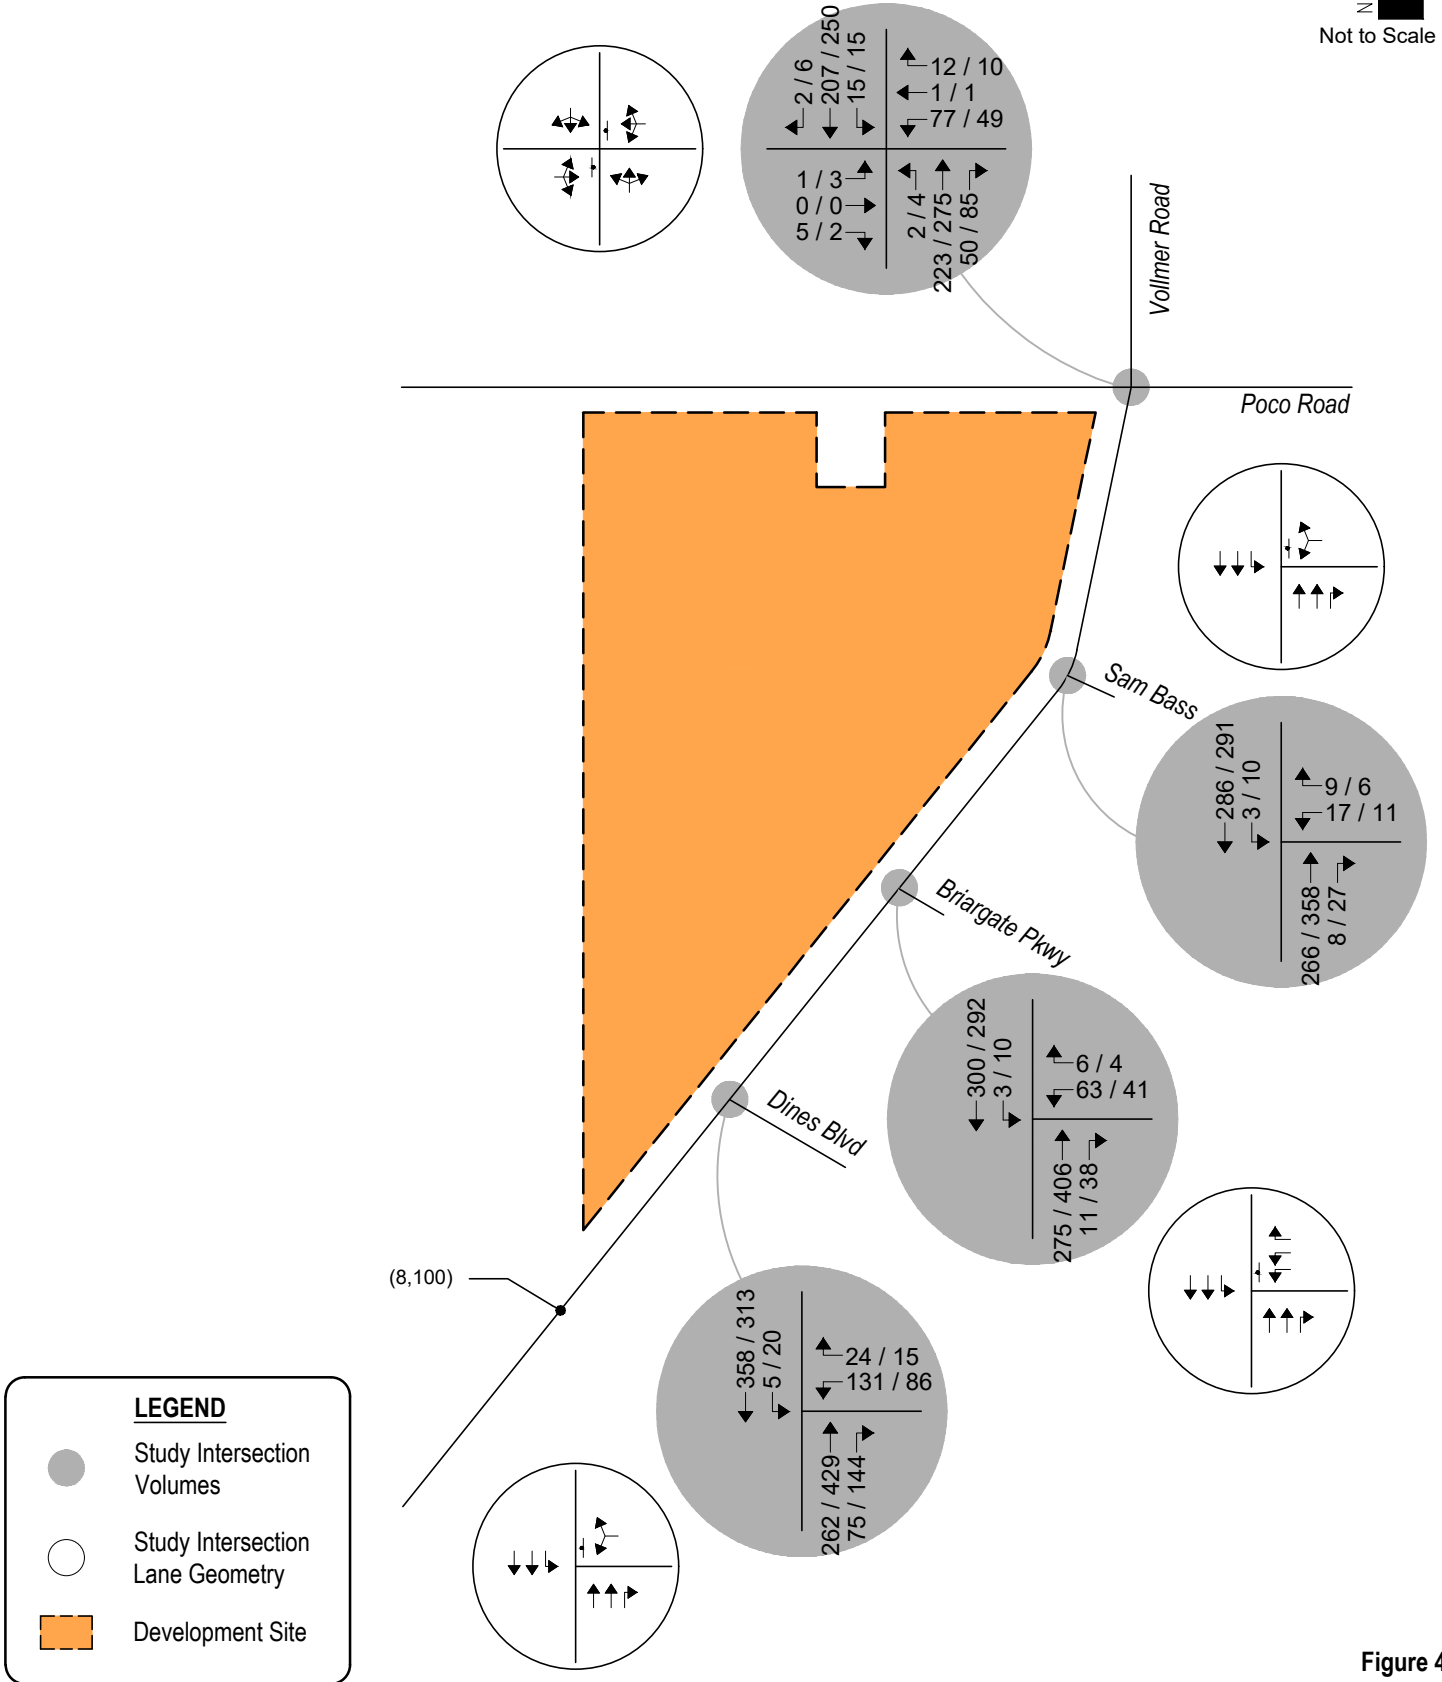 N
Not to Scale
2 / 6
207 / 250
15 / 15
12 / 10
1 / 1
77 / 49
1 / 3
0 / 0
5 / 2
2 / 4
223 / 275
50 / 85
Vollmer Road
Poco Road
Sam Bass
286 / 291
3 / 10
9 / 6
17 / 11
266 / 358
8 / 27
Briargate Pkwy
300 / 292
3 / 10
6 / 4
63 / 41
275 / 406
11 / 38
Dines Blvd
(8,100)
358 / 313
5 / 20
24 / 15
131 / 86
262 / 429
75 / 144
LEGEND
Study Intersection
Volumes
Study Intersection
Lane Geometry
Development Site
Figure 4